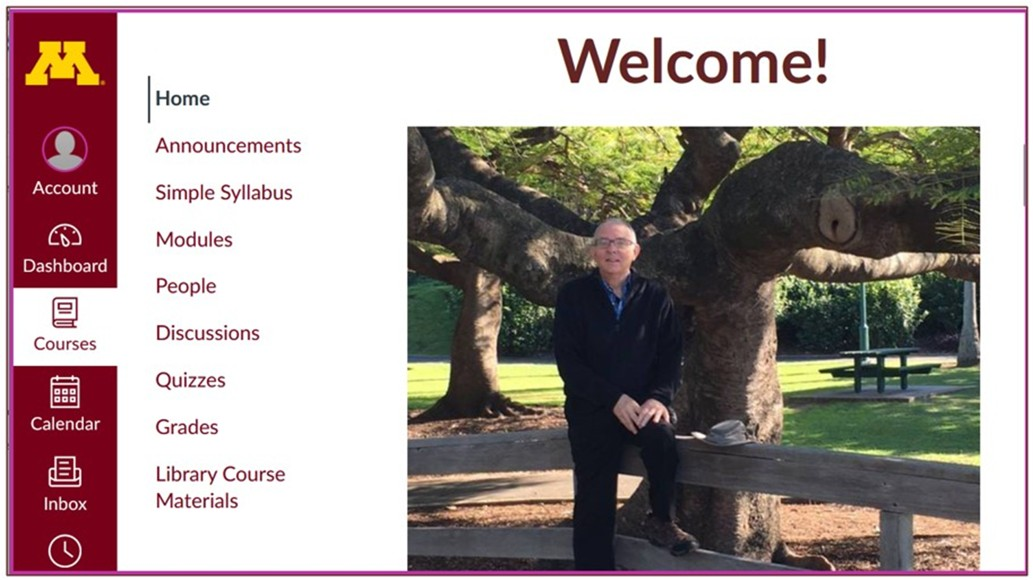 M
Account
Dashboard
Courses
Calendar
Inbox
Home
Announcements
Simple Syllabus
Modules
People
Discussions
Quizzes
Grades
Library Course
Materials
Welcome!